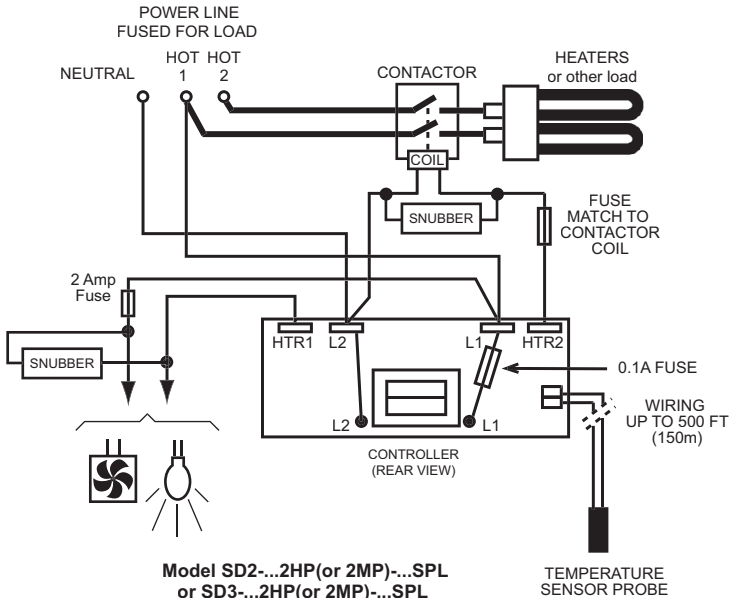 POWER LINE
FUSED FOR LOAD
NEUTRAL
HOT
1
HOT
2
CONTACTOR
HEATERS
or other load
COIL
SNUBBER
FUSE
MATCH TO
CONTACTOR
COIL
2 Amp
Fuse
SNUBBER
HTR1
L2
L1
HTR2
0.1A FUSE
L2
L1
WIRING
UP TO 500 FT
(150m)
CONTROLLER
(REAR VIEW)
Model SD2-...2HP(or 2MP)-...SPL
or SD3-...2HP(or 2MP)-...SPL
TEMPERATURE
SENSOR PROBE